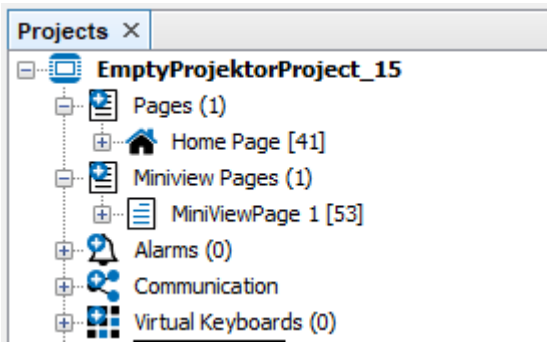 Projects ×
EmptyProjektorProject_15
Pages (1)
Home Page [41]
Miniview Pages (1)
MiniViewPage 1 [53]
Alarms (0)
Communication
Virtual Keyboards (0)